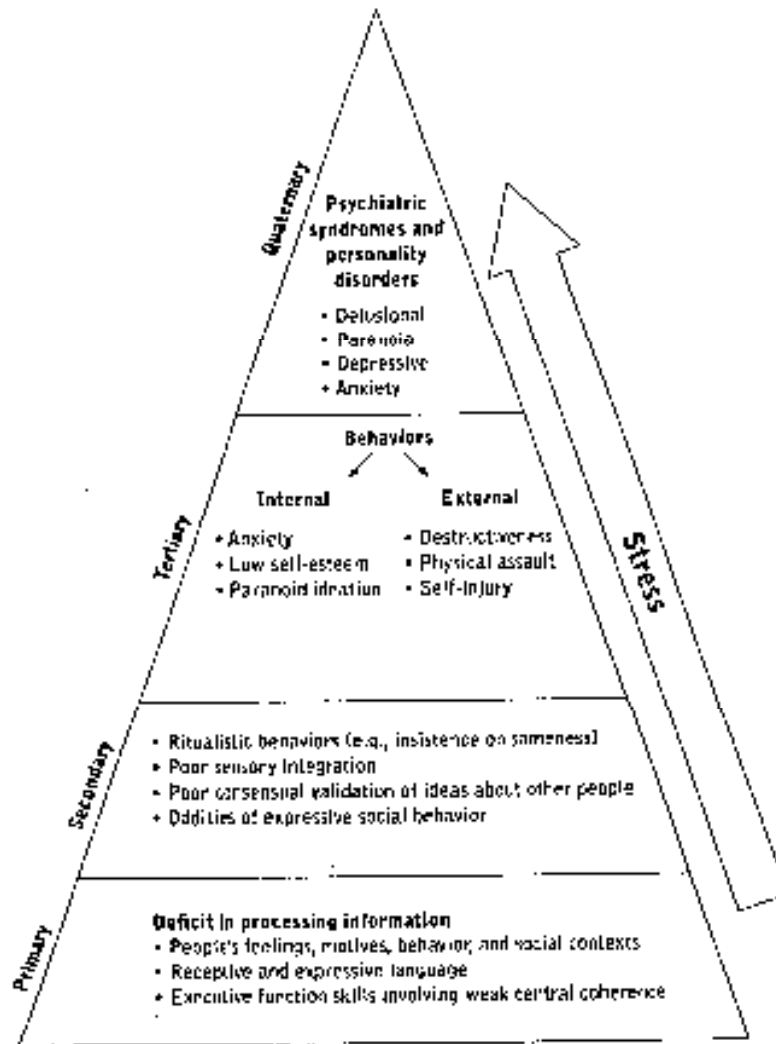 Quaternary
Psychiatric
syndromes and
personality
disorders
• Delusional
• Paranoia
• Depressive
• Anxiety
Tertiary
Behaviors
Internal
External
• Anxiety
• Low self-esteem
• Paranoid ideation
• Destructiveness
• Physical assault
• Self-injury
Stress
Secondary
• Ritualistic behaviors (e.g., insistence on sameness)
• Poor sensory integration
• Poor consensual validation of ideas about other people
• Oddities of expressive social behavior
Primary
Deficit in processing information
• People's feelings, motives, behavior, and social contexts
• Receptive and expressive language
• Executive function skills involving weak central coherence